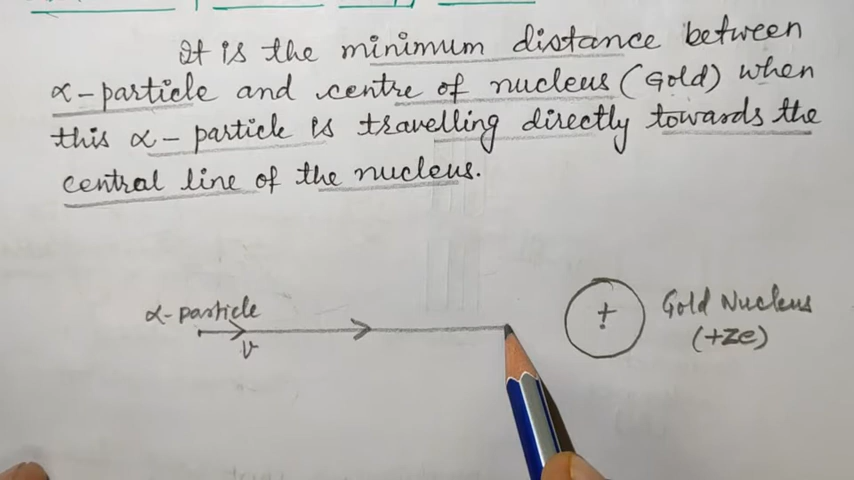 It is the minimum distance between
α-particle and centre of nucleus (Gold) when
this α-particle is travelling directly towards the
central line of the nucleus.
α-particle
v
+
Gold Nucleus
(+Ze)